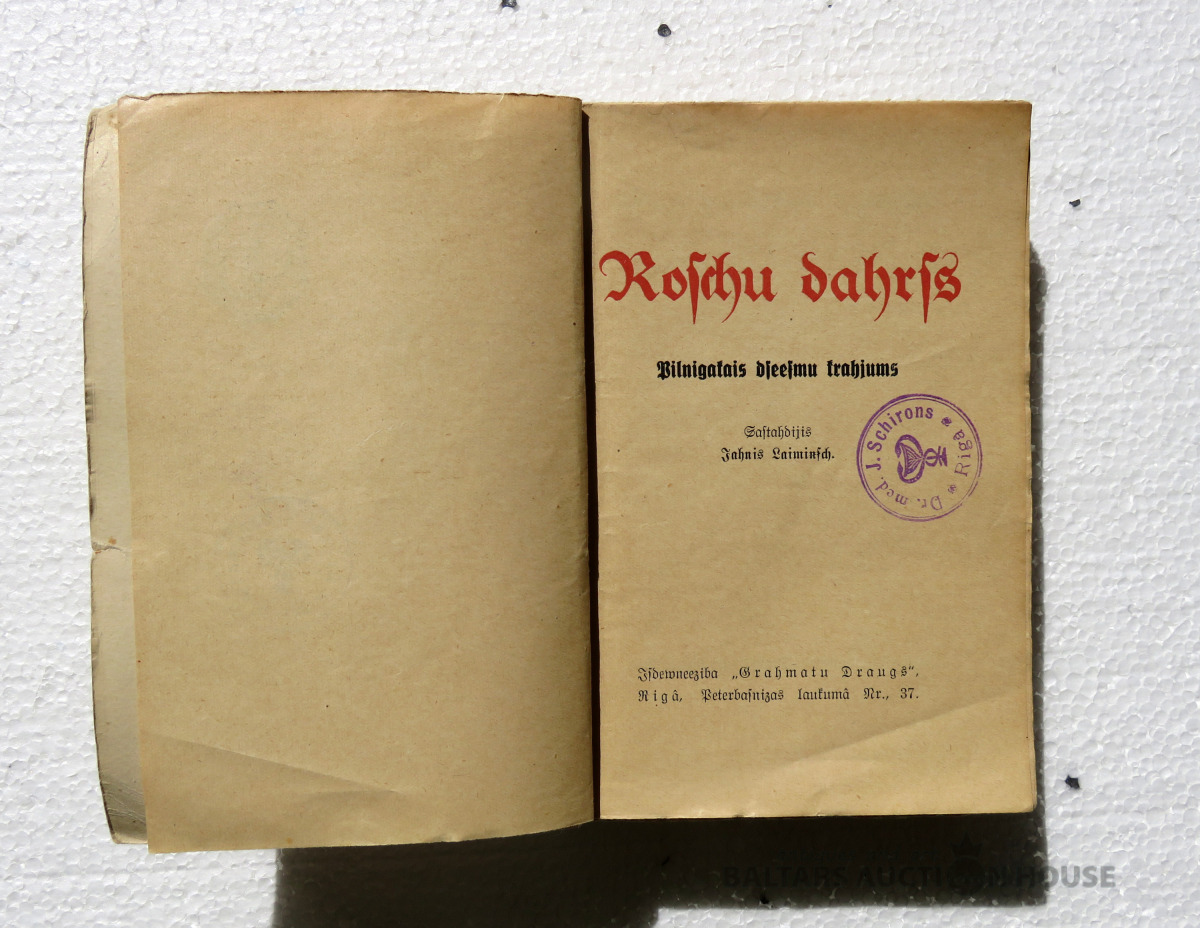 Roſchu dahrſs
Pilnigakais dſeeſmu krahjums
Saſtahdijis
Jahnis Laiminſch.
Dr. med. J. Schirons
Riga
Iſdewneeziba „Grahmatu Draugs“,
Rigâ, Peterbaſnizas laukumâ Nr., 37.
BALTARS AUCTION HOUSE